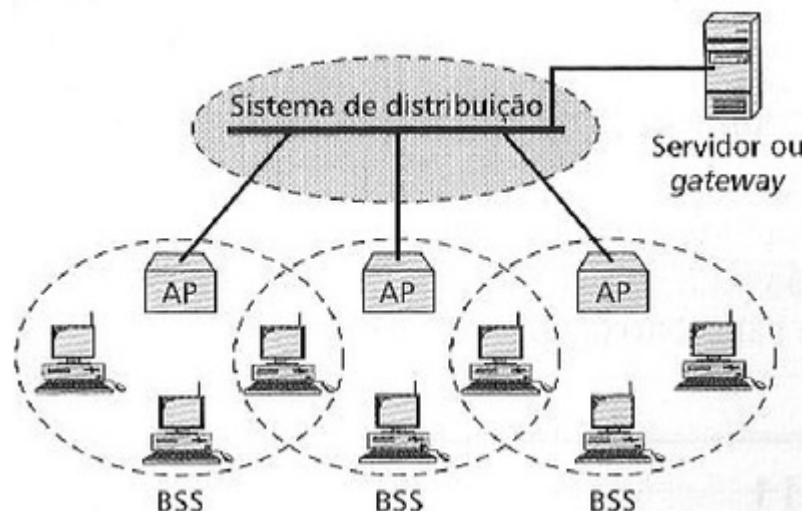 Sistema de distribuição
Servidor ou
gateway
AP
AP
AP
BSS
BSS
BSS